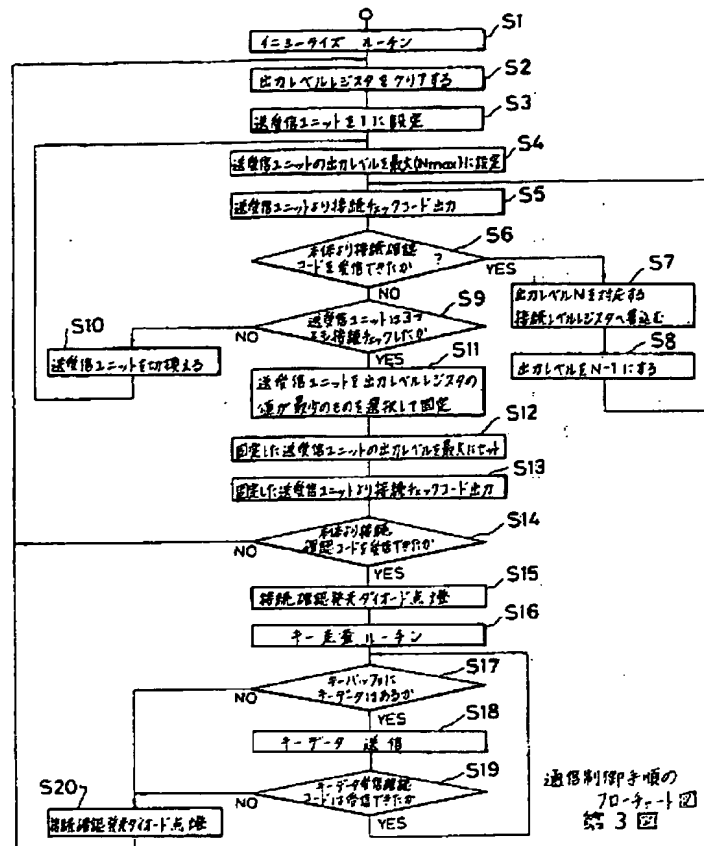 S1
イニシャライズ ルーチン
S2
出力レベルレジスタをクリアする
S3
送受信ユニットを1に設定
S4
送受信ユニットの出力レベルを最大(Nmax)に設定
S5
送受信ユニットより接続チェックコード出力
S6
本体より接続確認
コードを受信できたか
?
YES
NO
S7
出力レベルNを対応する
接続レベルレジスタへ書込む
S8
出力レベルをN-1にする
S9
送受信ユニットは3つ
とも接続チェックしたか
NO
YES
S10
送受信ユニットを切換える
S11
送受信ユニットを出力レベルレジスタの
値が最少のものを選択して固定
S12
固定した送受信ユニットの出力レベルを最大にセット
S13
固定した送受信ユニットより接続チェックコード出力
S14
本体より接続
確認コードを受信できたか
NO
YES
S15
接続確認発光ダイオード点燈
S16
キー走査ルーチン
S17
キーバッファに
キーデータはあるか
NO
YES
S18
キーデータ 送信
S19
キーデータ受信確認
コードは受信できたか
NO
YES
S20
接続確認発光ダイオード点燈
通信制御手順の
フローチャート図
第3図